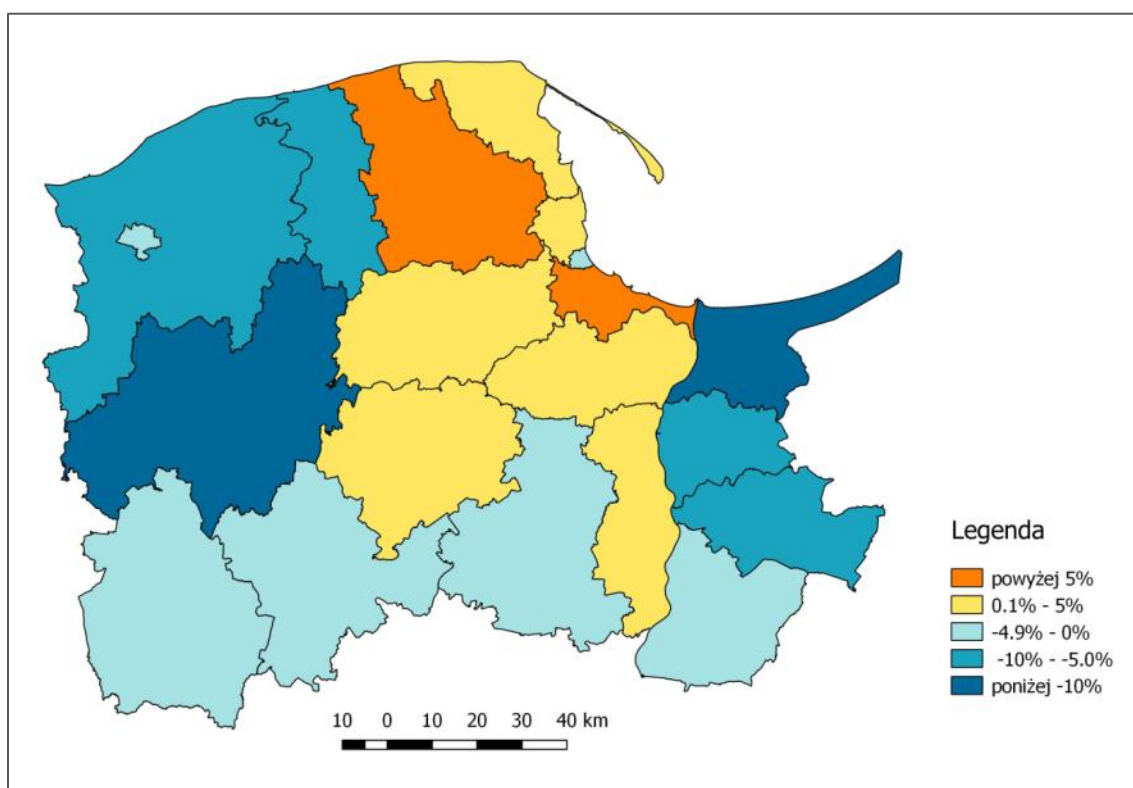 Legenda
powyżej 5%
0.1% - 5%
-4.9% - 0%
-10% - -5.0%
poniżej -10%
10 0 10 20 30 40 km